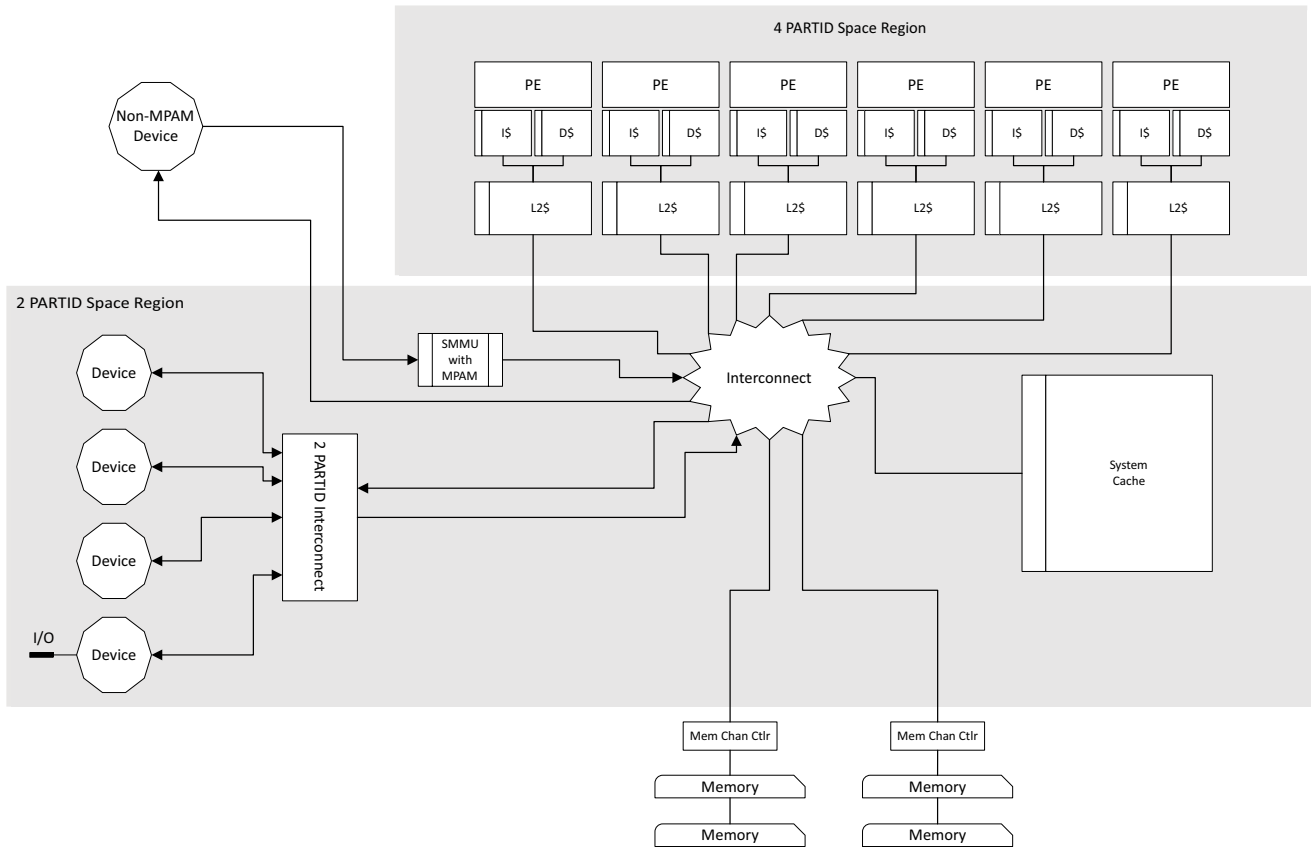 4 PARTID Space Region
PE
PE
PE
PE
PE
PE
I$
D$
I$
D$
I$
D$
I$
D$
I$
D$
I$
D$
L2$
L2$
L2$
L2$
L2$
L2$
Non-MPAM
Device
2 PARTID Space Region
Device
Device
Device
Device
I/O
2 PARTID Interconnect
SMMU
with
MPAM
Interconnect
System
Cache
Mem Chan Ctlr
Mem Chan Ctlr
Memory
Memory
Memory
Memory